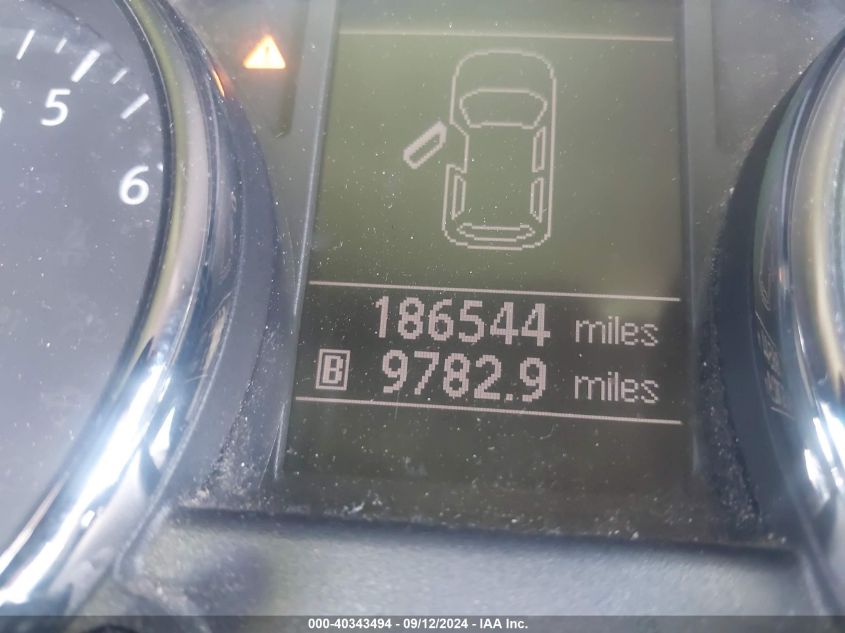 5
6
186544 miles
B 9782.9 miles
000-40343494 - 09/12/2024 - IAA Inc.